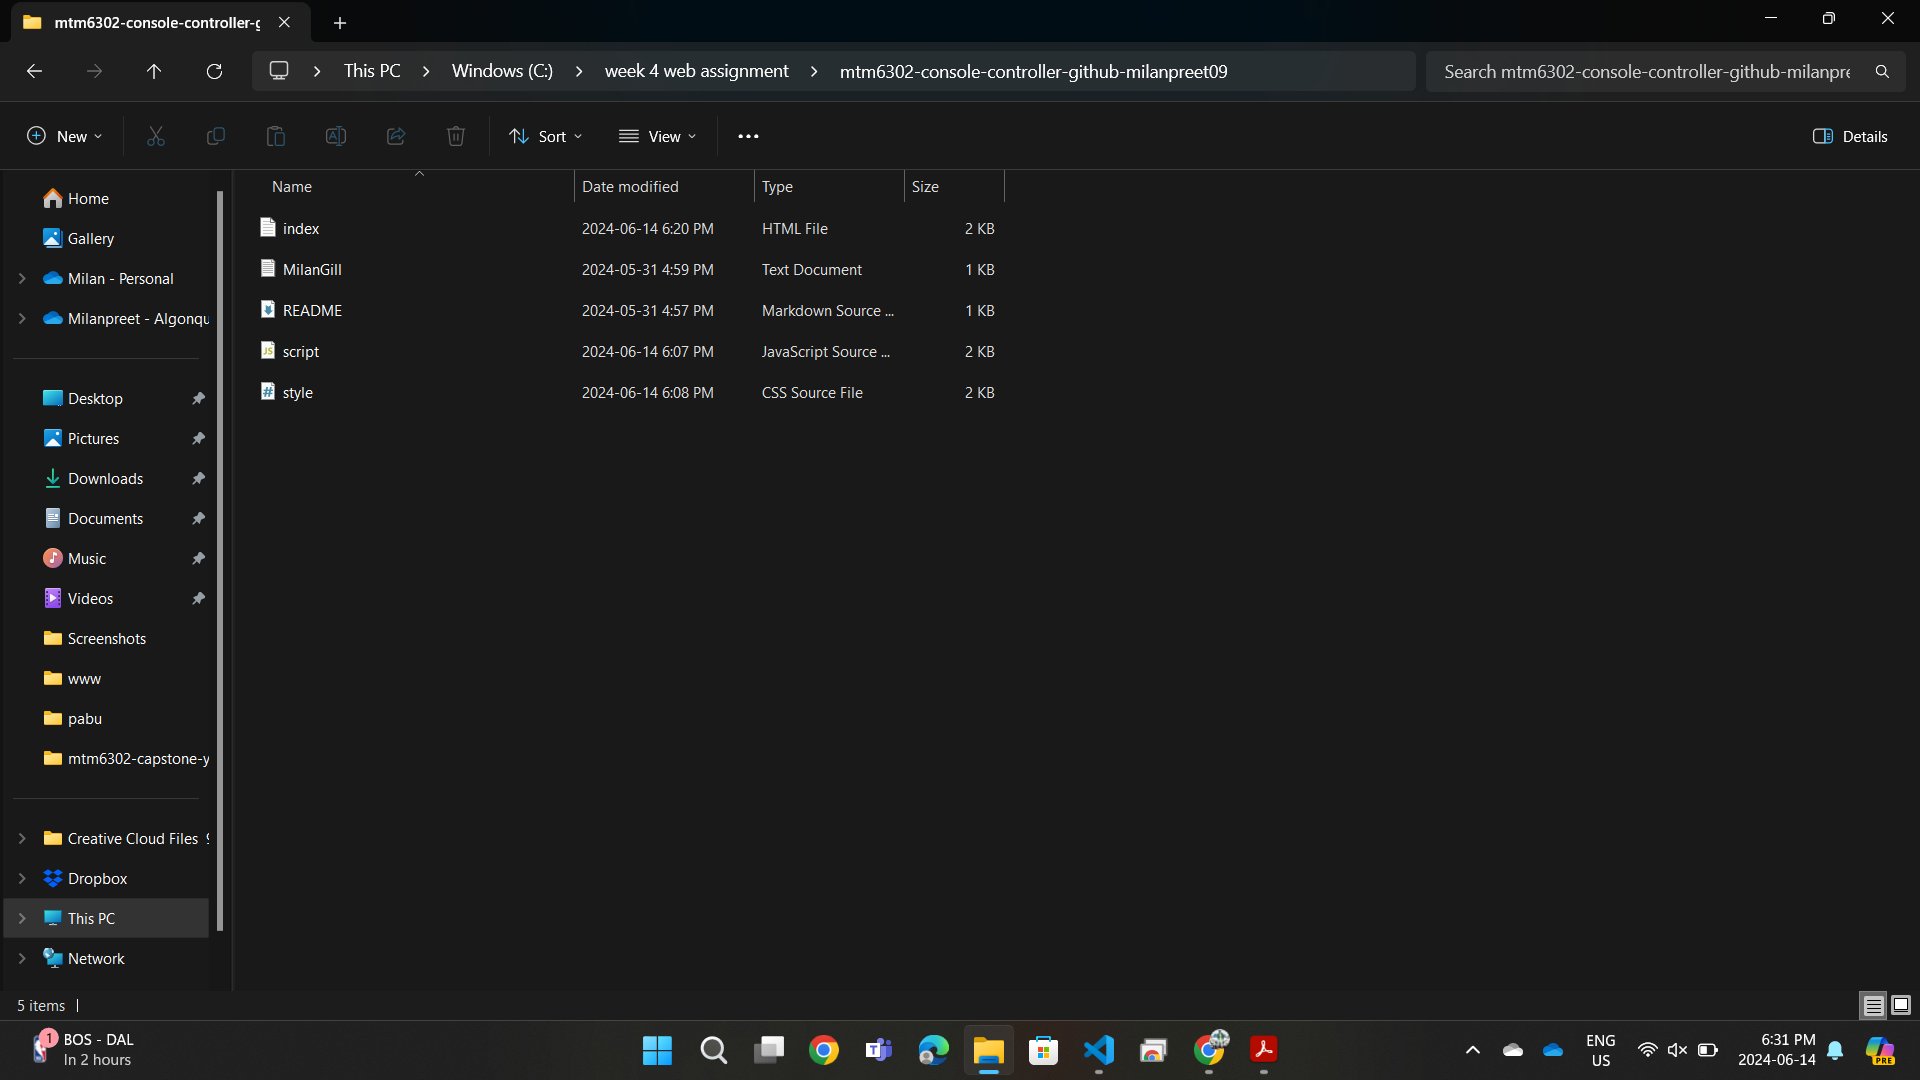 mtm6302-console-controller-g
This PC
Windows (C:)
week 4 web assignment
mtm6302-console-controller-github-milanpreet09
Search mtm6302-console-controller-github-milanpre
New
Sort
View
Details
Name
Date modified
Type
Size
index
2024-06-14 6:20 PM
HTML File
2 KB
MilanGill
2024-05-31 4:59 PM
Text Document
1 KB
README
2024-05-31 4:57 PM
Markdown Source ...
1 KB
script
2024-06-14 6:07 PM
JavaScript Source ...
2 KB
style
2024-06-14 6:08 PM
CSS Source File
2 KB
Home
Gallery
Milan - Personal
Milanpreet - Algonqu
Desktop
Pictures
Downloads
Documents
Music
Videos
Screenshots
www
pabu
mtm6302-capstone-y
Creative Cloud Files
Dropbox
This PC
Network
5 items
1
BOS - DAL
In 2 hours
ENG
US
6:31 PM
2024-06-14
PRE